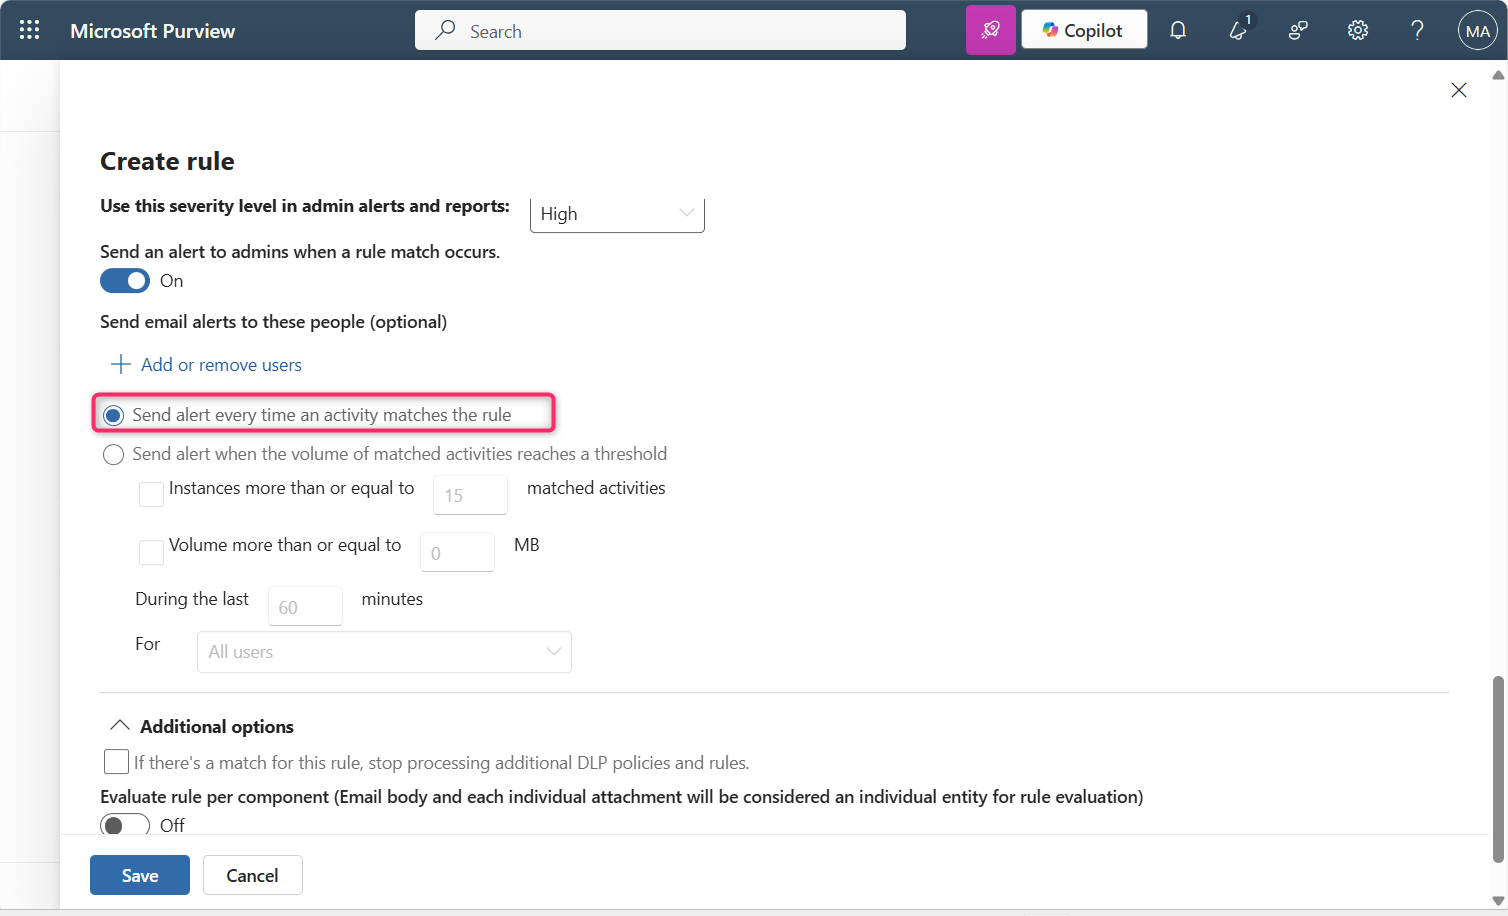 Microsoft Purview
Search
Copilot
1
MA
Create rule
Use this severity level in admin alerts and reports: High
Send an alert to admins when a rule match occurs.
On
Send email alerts to these people (optional)
Add or remove users
Send alert every time an activity matches the rule
Send alert when the volume of matched activities reaches a threshold
Instances more than or equal to 15 matched activities
Volume more than or equal to 0 MB
During the last 60 minutes
For All users
Additional options
If there's a match for this rule, stop processing additional DLP policies and rules.
Evaluate rule per component (Email body and each individual attachment will be considered an individual entity for rule evaluation)
Off
Save Cancel